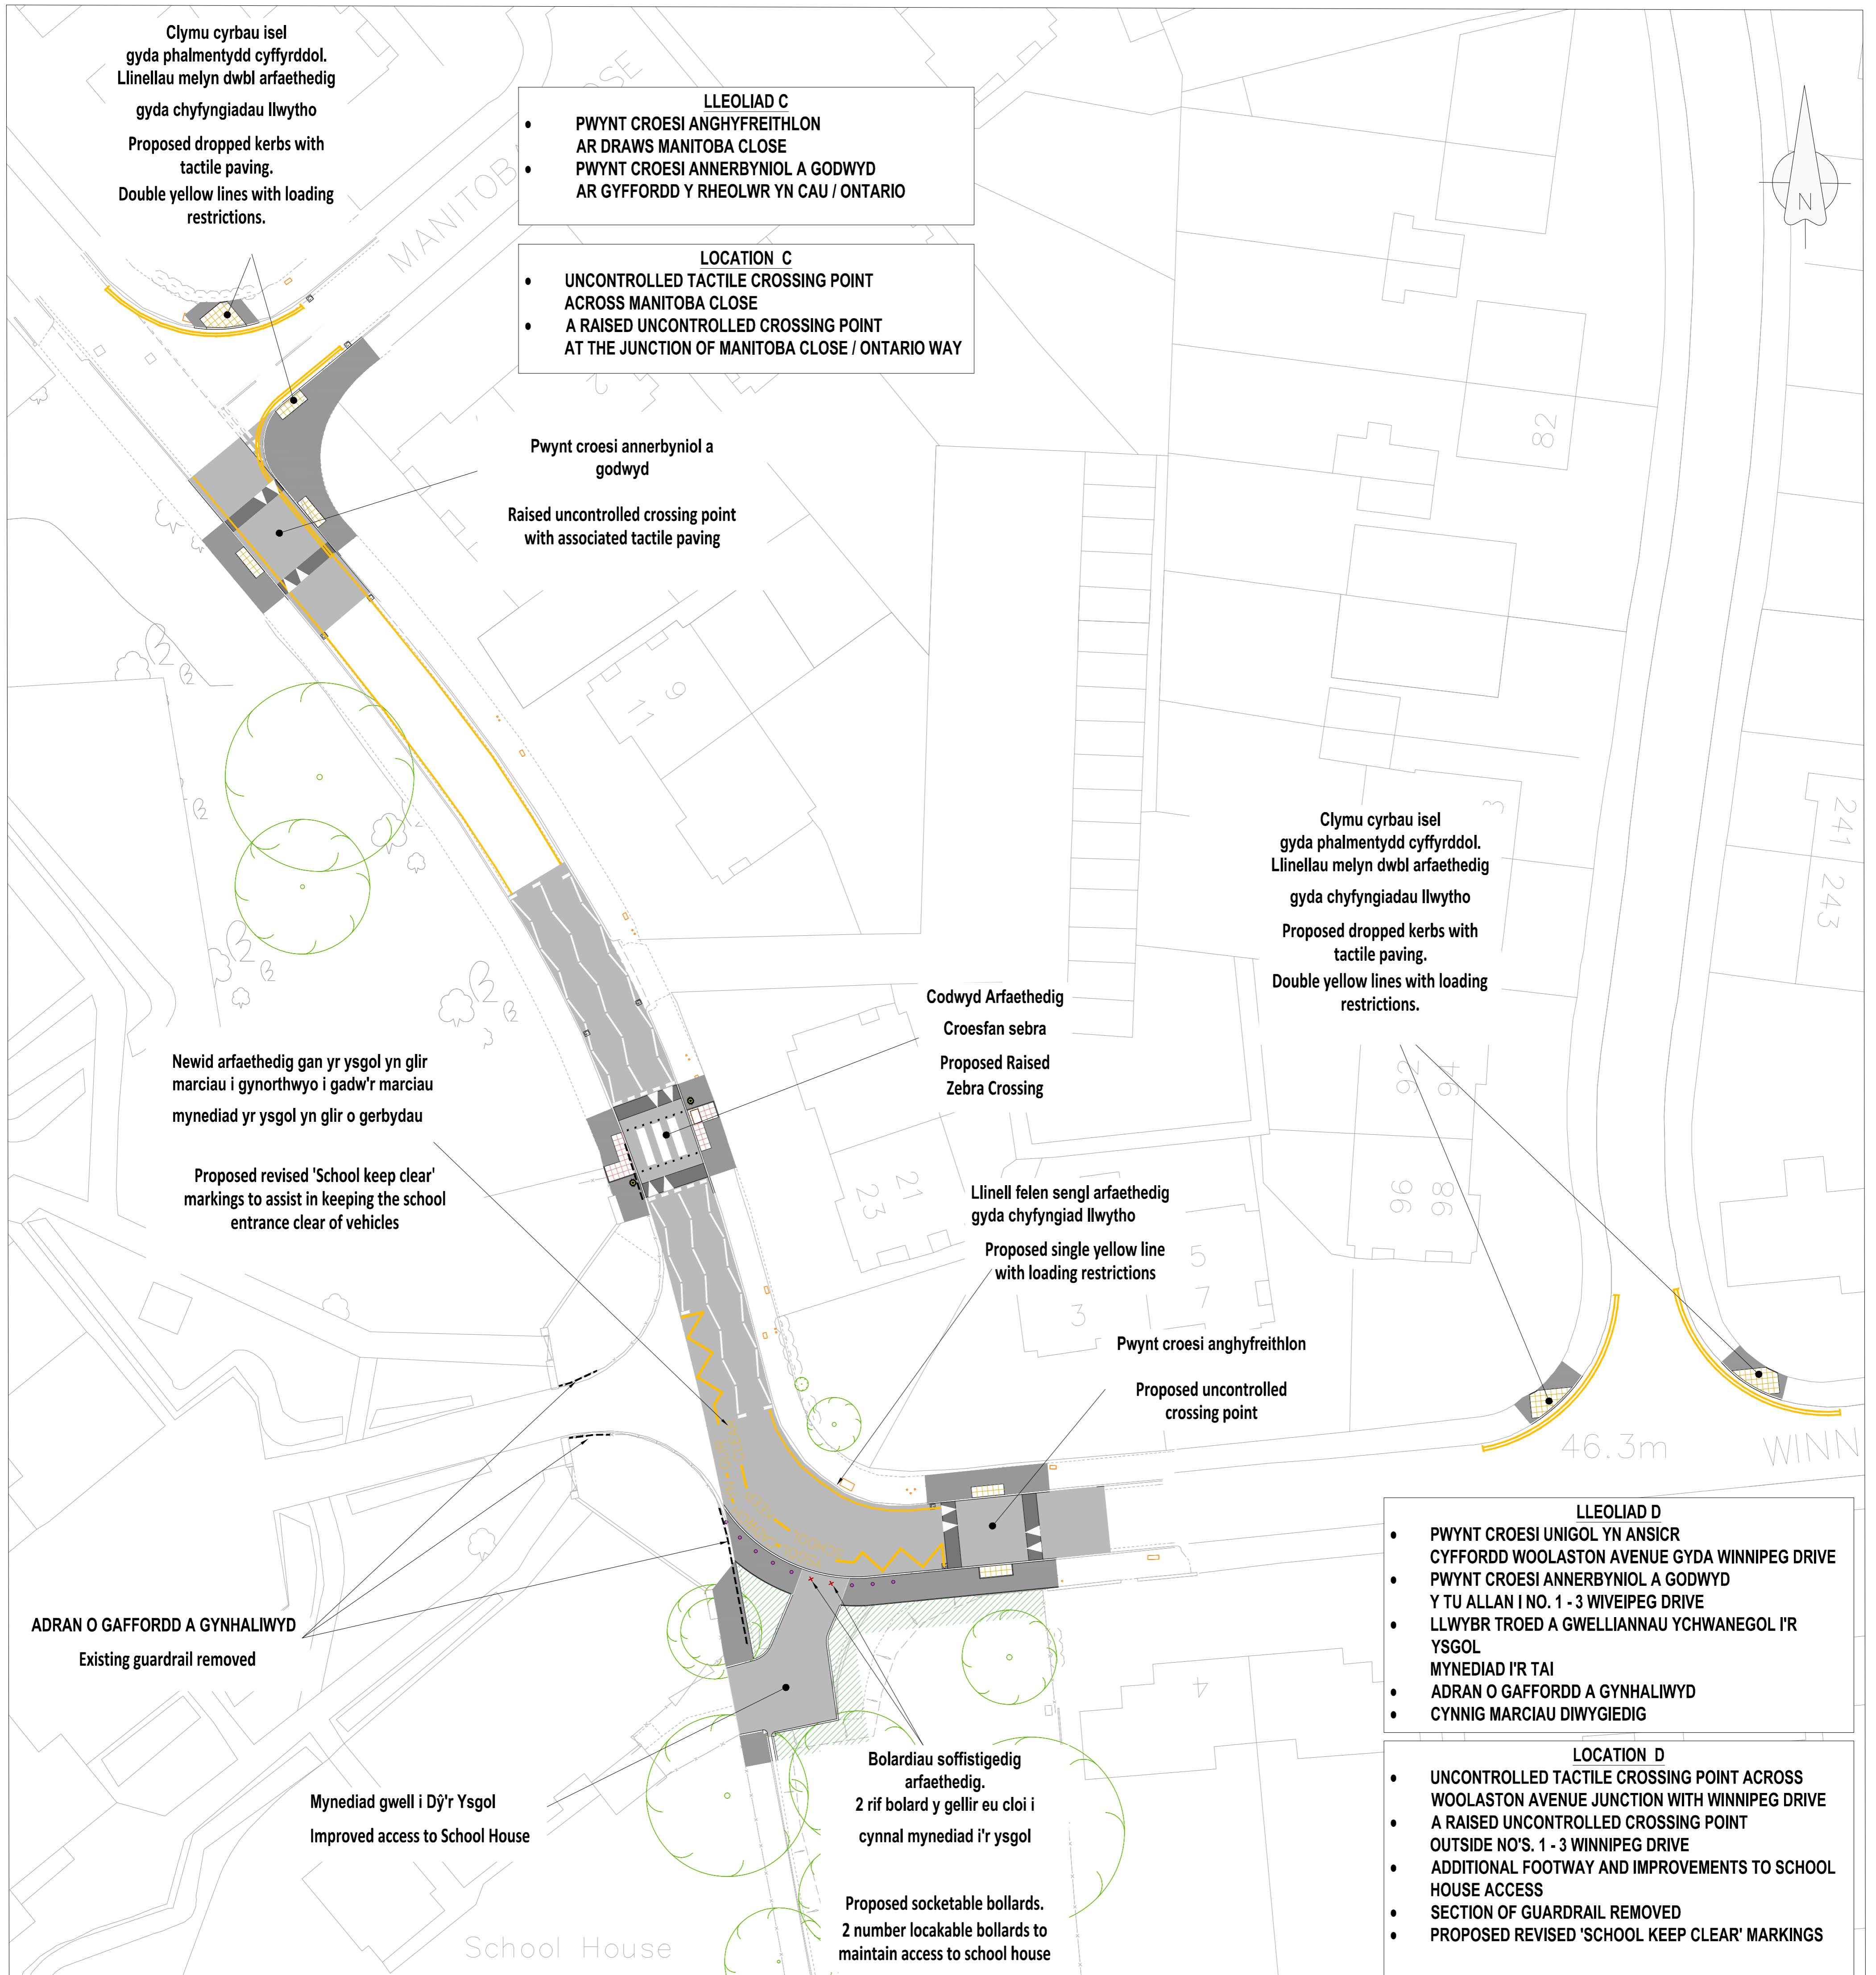 Clymu cyrbau isel
gyda phalmentydd cyffyrddol.
Llinellau melyn dwbl arfaethedig
gyda chyfyngiadau llwytho
Proposed dropped kerbs with
tactile paving.
Double yellow lines with loading
restrictions.
LLEOLIAD C
• PWYNT CROESI ANGHYFREITHLON
AR DRAWS MANITOBA CLOSE
• PWYNT CROESI ANNERBYNIOL A GODWYD
AR GYFFORDD Y RHEOLWR YN CAU / ONTARIO
LOCATION C
• UNCONTROLLED TACTILE CROSSING POINT
ACROSS MANITOBA CLOSE
• A RAISED UNCONTROLLED CROSSING POINT
AT THE JUNCTION OF MANITOBA CLOSE / ONTARIO WAY
N
2
82
Pwynt croesi annerbyniol a
godwyd
Raised uncontrolled crossing point
with associated tactile paving
11
9
3
241 243
Clymu cyrbau isel
gyda phalmentydd cyffyrddol.
Llinellau melyn dwbl arfaethedig
gyda chyfyngiadau llwytho
Proposed dropped kerbs with
tactile paving.
Double yellow lines with loading
restrictions.
Codwyd Arfaethedig
Croesfan sebra
Proposed Raised
Zebra Crossing
Newid arfaethedig gan yr ysgol yn glir
marciau i gynorthwyo i gadw'r marciau
mynediad yr ysgol yn glir o gerbydau
Proposed revised 'School keep clear'
markings to assist in keeping the school
entrance clear of vehicles
92 94
96 98
23 21
Llinell felen sengl arfaethedig
gyda chyfyngiad llwytho
Proposed single yellow line
with loading restrictions
5
7
3
Pwynt croesi anghyfreithlon
Proposed uncontrolled
crossing point
46.3m
WINN
LLEOLIAD D
• PWYNT CROESI UNIGOL YN ANSICR
CYFFORDD WOOLASTON AVENUE GYDA WINNIPEG DRIVE
• PWYNT CROESI ANNERBYNIOL A GODWYD
Y TU ALLAN I NO. 1 - 3 WIVEIPEG DRIVE
• LLWYBR TROED A GWELLIANNAU YCHWANEGOL I'R
YSGOL
MYNEDIAD I'R TAI
• ADRAN O GAFFORDD A GYNHALIWYD
• CYNNIG MARCIAU DIWYGIEDIG
LOCATION D
• UNCONTROLLED TACTILE CROSSING POINT ACROSS
WOOLASTON AVENUE JUNCTION WITH WINNIPEG DRIVE
• A RAISED UNCONTROLLED CROSSING POINT
OUTSIDE NO'S. 1 - 3 WINNIPEG DRIVE
• ADDITIONAL FOOTWAY AND IMPROVEMENTS TO SCHOOL
HOUSE ACCESS
• SECTION OF GUARDRAIL REMOVED
• PROPOSED REVISED 'SCHOOL KEEP CLEAR' MARKINGS
ADRAN O GAFFORDD A GYNHALIWYD
Existing guardrail removed
4
Mynediad gwell i Dŷ'r Ysgol
Improved access to School House
Bolardiau soffistigedig
arfaethedig.
2 rif bolard y gellir eu cloi i
cynnal mynediad i'r ysgol
Proposed socketable bollards.
2 number locakable bollards to
maintain access to school house
School House